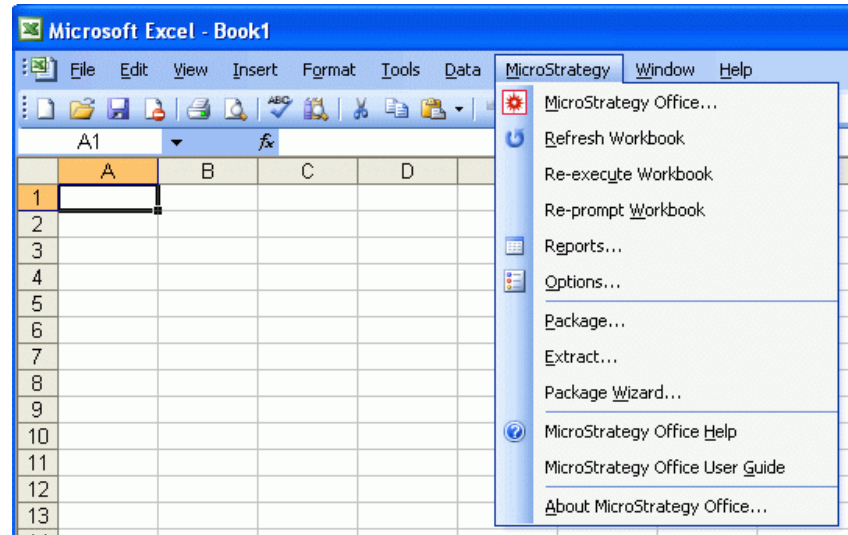 Microsoft Excel - Book1
File Edit View Insert Format Tools Data MicroStrategy Window Help
ABC
A1 fx
A B C D
1
2
3
4
5
6
7
8
9
10
11
12
13
MicroStrategy Office...
Refresh Workbook
Re-execute Workbook
Re-prompt Workbook
Reports...
Options...
Package...
Extract...
Package Wizard...
MicroStrategy Office Help
MicroStrategy Office User Guide
About MicroStrategy Office...